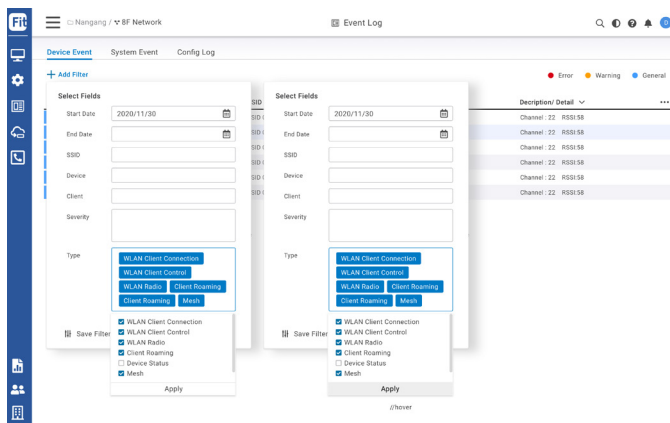 Fit
Nangang / 8F Network
Event Log
D
Device Event
System Event
Config Log
+ Add Filter
Error
Warning
General
SSID
Decription/ Detail
Channel : 22 RSSI:58
Channel : 22 RSSI:58
Channel : 22 RSSI:58
Channel : 22 RSSI:58
Channel : 22 RSSI:58
Channel : 22 RSSI:58
Select Fields
Start Date
2020/11/30
End Date
SSID
Device
Client
Severity
Type
WLAN Client Connection
WLAN Client Control
WLAN Radio
Client Roaming
Client Roaming
Mesh
Save Filter
WLAN Client Connection
WLAN Client Control
WLAN Radio
Client Roaming
Device Status
Mesh
Apply
Select Fields
Start Date
2020/11/30
End Date
SSID
Device
Client
Severity
Type
WLAN Client Connection
WLAN Client Control
WLAN Radio
Client Roaming
Client Roaming
Mesh
Save Filter
WLAN Client Connection
WLAN Client Control
WLAN Radio
Client Roaming
Device Status
Mesh
Apply
//hover